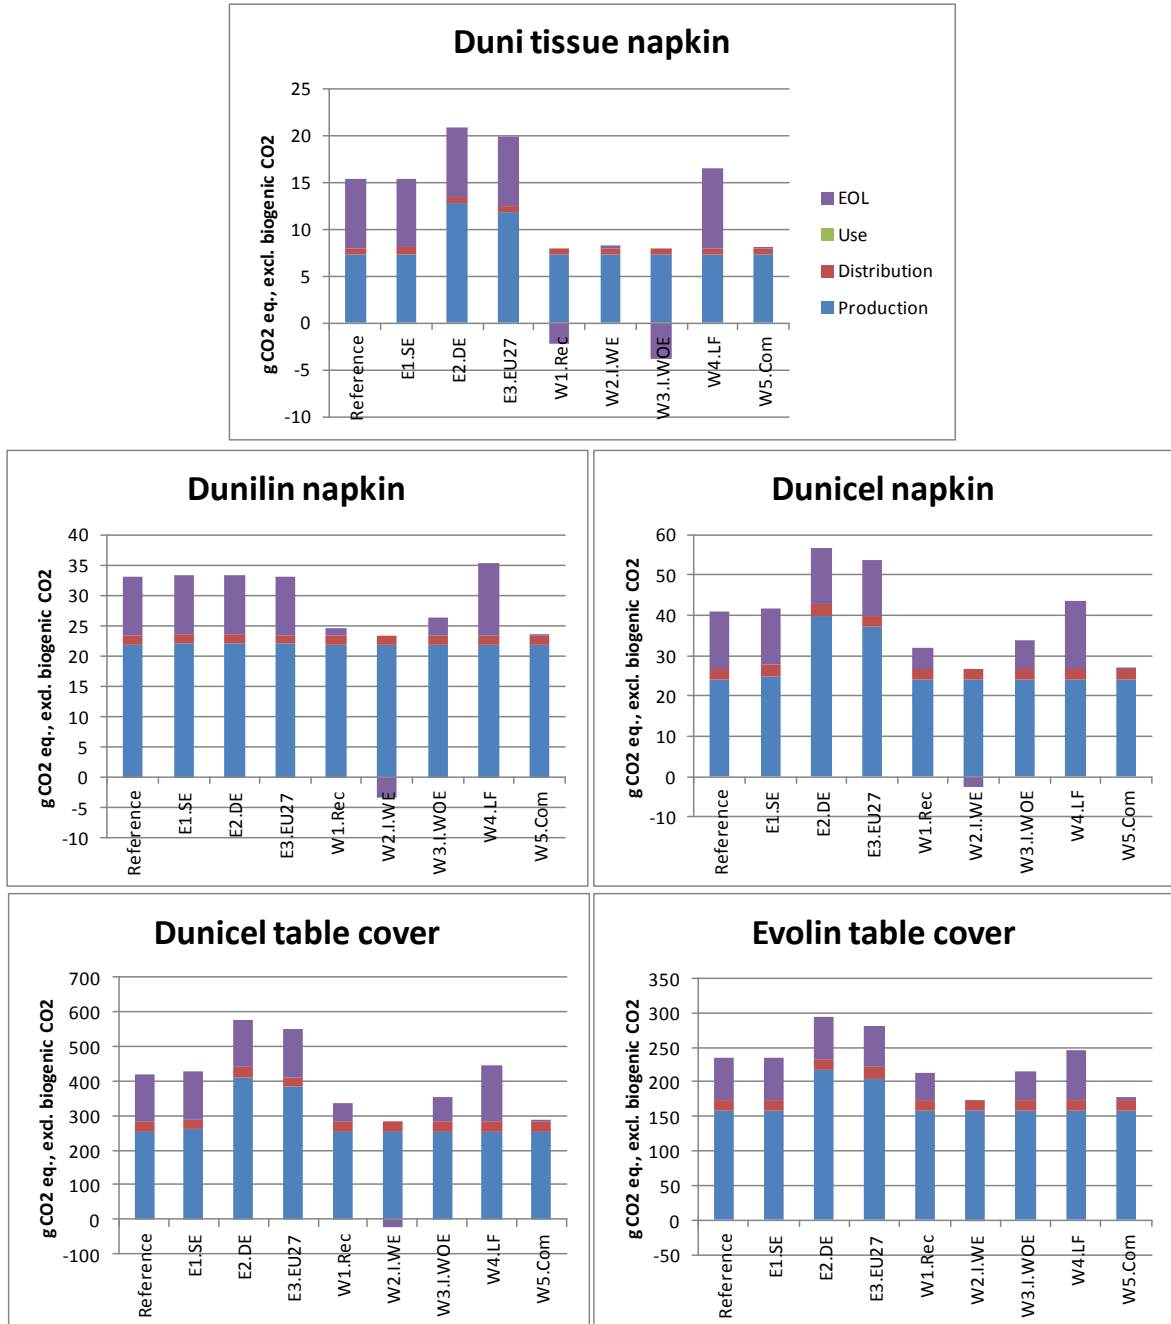 Duni tissue napkin
gCO2 eq., excl. biogenic CO2
25
20
15
10
5
0
-5
-10
Reference
E1.SE
E2.DE
E3.EU27
W1.Rec
W2.I.WE
W3.I.WOE
W4.LF
W5.Com
EOL
Use
Distribution
Production
Dunilin napkin
gCO2 eq., excl. biogenic CO2
40
35
30
25
20
15
10
5
0
-5
-10
Reference
E1.SE
E2.DE
E3.EU27
W1.Rec
W2.I.WE
W3.I.WOE
W4.LF
W5.Com
Dunicel napkin
gCO2 eq., excl. biogenic CO2
60
50
40
30
20
10
0
-10
Reference
E1.SE
E2.DE
E3.EU27
W1.Rec
W2.I.WE
W3.I.WOE
W4.LF
W5.Com
Dunicel table cover
gCO2 eq., excl. biogenic CO2
700
600
500
400
300
200
100
0
-100
Reference
E1.SE
E2.DE
E3.EU27
W1.Rec
W2.I.WE
W3.I.WOE
W4.LF
W5.Com
Evolin table cover
gCO2 eq., excl. biogenic CO2
350
300
250
200
150
100
50
0
-50
Reference
E1.SE
E2.DE
E3.EU27
W1.Rec
W2.I.WE
W3.I.WOE
W4.LF
W5.Com